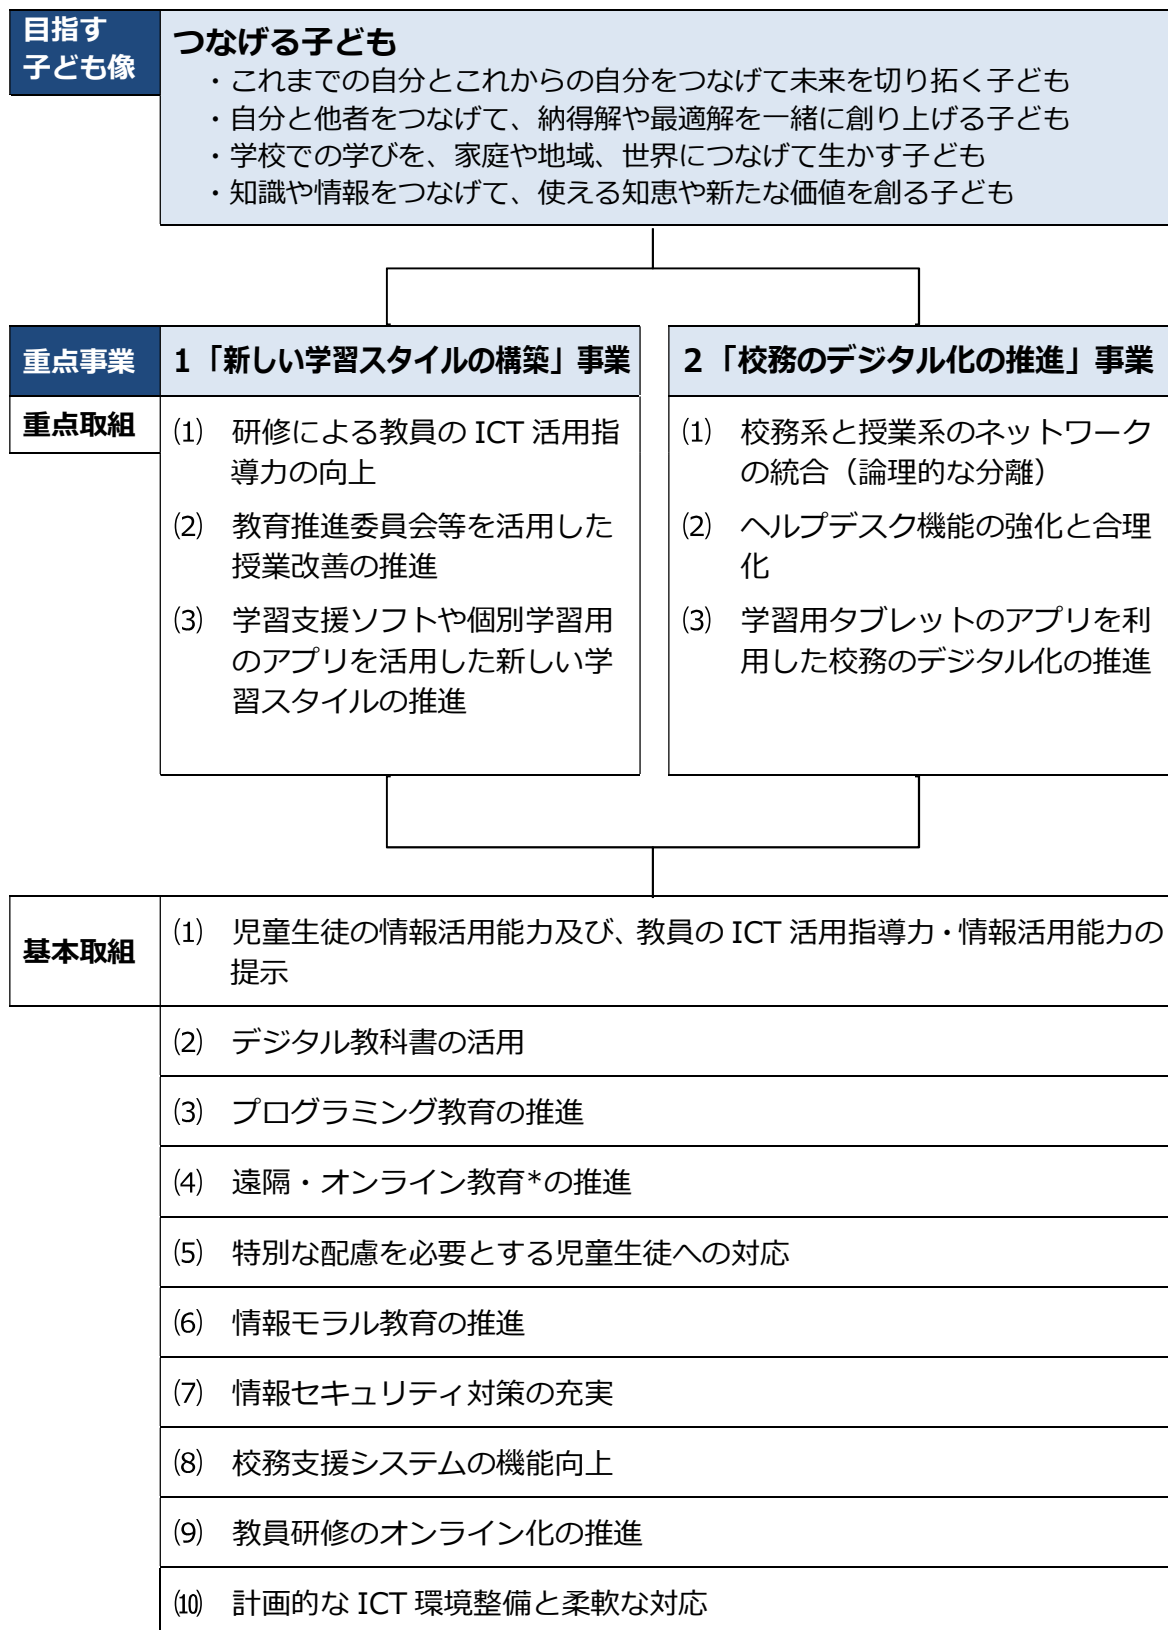 目指す
子ども像
つなげる子ども
・これまでの自分とこれからの自分をつなげて未来を切り拓く子ども
・自分と他者をつなげて、納得解や最適解を一緒に創り上げる子ども
・学校での学びを、家庭や地域、世界につなげて生かす子ども
・知識や情報をつなげて、使える知恵や新たな価値を創る子ども
重点事業
1「新しい学習スタイルの構築」事業
重点取組
⑴ 研修による教員の ICT 活用指
導力の向上
⑵ 教育推進委員会等を活用した
授業改善の推進
⑶ 学習支援ソフトや個別学習用
のアプリを活用した新しい学
習スタイルの推進
2「校務のデジタル化の推進」事業
⑴ 校務系と授業系のネットワーク
の統合（論理的な分離）
⑵ ヘルプデスク機能の強化と合理
化
⑶ 学習用タブレットのアプリを利
用した校務のデジタル化の推進
基本取組
⑴ 児童生徒の情報活用能力及び、教員の ICT 活用指導力・情報活用能力の
提示
⑵ デジタル教科書の活用
⑶ プログラミング教育の推進
⑷ 遠隔・オンライン教育*の推進
⑸ 特別な配慮を必要とする児童生徒への対応
⑹ 情報モラル教育の推進
⑺ 情報セキュリティ対策の充実
⑻ 校務支援システムの機能向上
⑼ 教員研修のオンライン化の推進
⑽ 計画的な ICT 環境整備と柔軟な対応